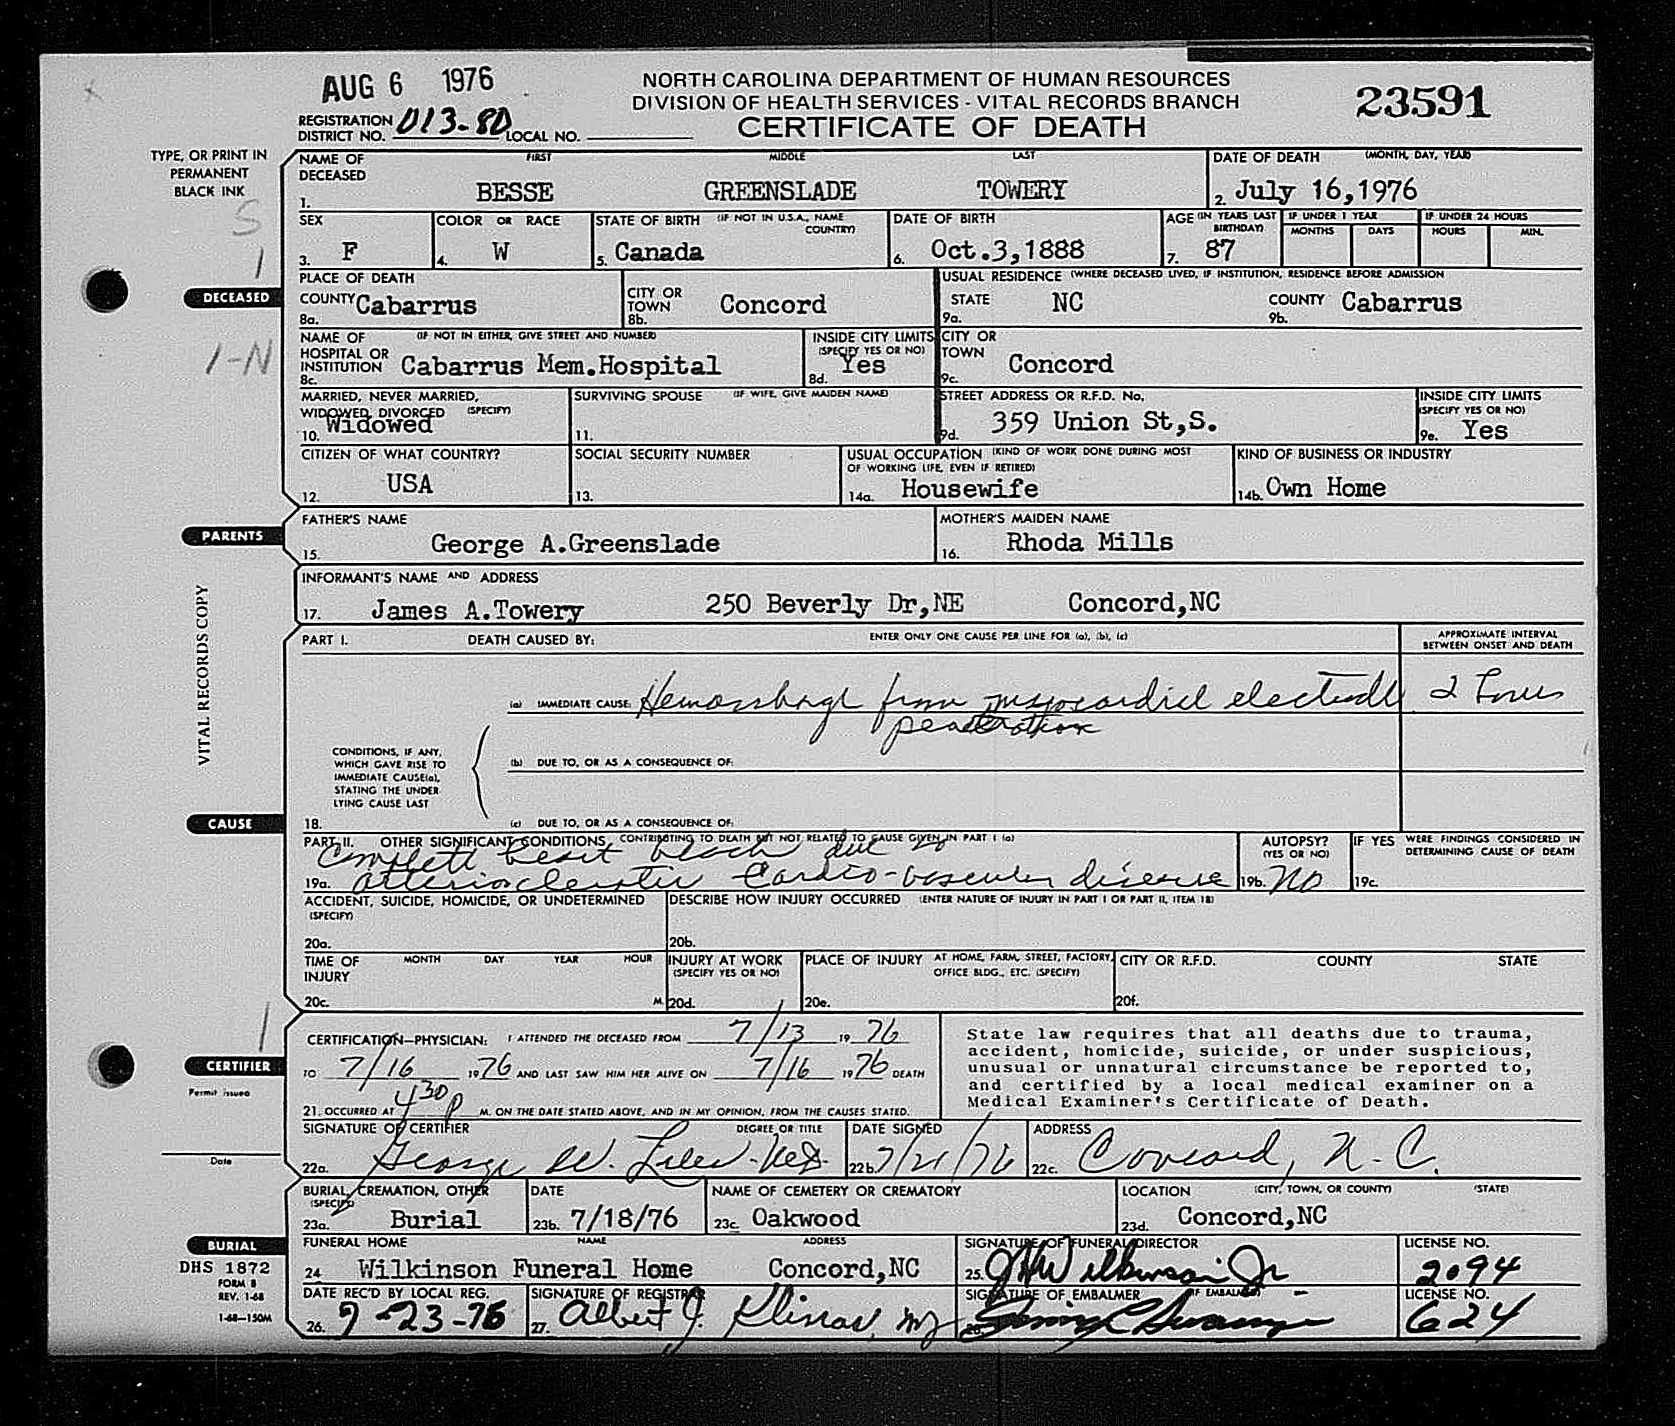 AUG 6 1976
NORTH CAROLINA DEPARTMENT OF HUMAN RESOURCES
DIVISION OF HEALTH SERVICES - VITAL RECORDS BRANCH
CERTIFICATE OF DEATH
23591
REGISTRATION DISTRICT NO. 013-80 LOCAL NO.
TYPE, OR PRINT IN
PERMANENT
BLACK INK
S
1
DECEASED
1-N
NAME OF DECEASED FIRST MIDDLE LAST
1. BESSE GREENSLADE TOWERY
DATE OF DEATH (MONTH, DAY, YEAR)
2. July 16,1976
SEX
3. F
COLOR OR RACE
4. W
STATE OF BIRTH (IF NOT IN U.S.A., NAME COUNTRY)
5. Canada
DATE OF BIRTH
6. Oct.3,1888
AGE (IN YEARS LAST BIRTHDAY)
7. 87
IF UNDER 1 YEAR
MONTHS DAYS
IF UNDER 24 HOURS
HOURS MIN.
PLACE OF DEATH
COUNTY Cabarrus
8a.
CITY OR TOWN
8b. Concord
USUAL RESIDENCE (WHERE DECEASED LIVED, IF INSTITUTION, RESIDENCE BEFORE ADMISSION
STATE NC
9a.
COUNTY Cabarrus
9b.
NAME OF HOSPITAL OR INSTITUTION (IF NOT IN EITHER, GIVE STREET AND NUMBER)
8c. Cabarrus Mem.Hospital
INSIDE CITY LIMITS
(SPECIFY YES OR NO)
8d. Yes
CITY OR TOWN
9c. Concord
MARRIED, NEVER MARRIED,
WIDOWED, DIVORCED (SPECIFY)
10. Widowed
SURVIVING SPOUSE (IF WIFE, GIVE MAIDEN NAME)
11.
STREET ADDRESS OR R.F.D. No.
9d. 359 Union St,S.
INSIDE CITY LIMITS
(SPECIFY YES OR NO)
9e. Yes
CITIZEN OF WHAT COUNTRY?
12. USA
SOCIAL SECURITY NUMBER
13.
USUAL OCCUPATION (KIND OF WORK DONE DURING MOST
OF WORKING LIFE, EVEN IF RETIRED)
14a. Housewife
KIND OF BUSINESS OR INDUSTRY
14b. Own Home
PARENTS
FATHER'S NAME
15. George A.Greenslade
MOTHER'S MAIDEN NAME
16. Rhoda Mills
INFORMANT'S NAME AND ADDRESS
17. James A.Towery 250 Beverly Dr,NE Concord,NC
VITAL RECORDS COPY
PART I. DEATH CAUSED BY: ENTER ONLY ONE CAUSE PER LINE FOR (a), (b), (c)
APPROXIMATE INTERVAL
BETWEEN ONSET AND DEATH
(a) IMMEDIATE CAUSE: Hemorrhage from myocardial electrode
penetration
2
CONDITIONS, IF ANY,
WHICH GAVE RISE TO
IMMEDIATE CAUSE(a),
STATING THE UNDER
LYING CAUSE LAST
(b) DUE TO, OR AS A CONSEQUENCE OF:
CAUSE
18. (c) DUE TO, OR AS A CONSEQUENCE OF:
PART II. OTHER SIGNIFICANT CONDITIONS CONTRIBUTING TO DEATH BUT NOT RELATED TO CAUSE GIVEN IN PART I (a)
Complete heart block due to
19a. arteriosclerotic Cardio-vascular disease
AUTOPSY?
(YES OR NO)
19b. No
IF YES WERE FINDINGS CONSIDERED IN
DETERMINING CAUSE OF DEATH
19c.
ACCIDENT, SUICIDE, HOMICIDE, OR UNDETERMINED
(SPECIFY)
20a.
DESCRIBE HOW INJURY OCCURRED (ENTER NATURE OF INJURY IN PART I OR PART II, ITEM 18)
20b.
TIME OF INJURY MONTH DAY YEAR HOUR
20c. M.
INJURY AT WORK
(SPECIFY YES OR NO)
20d.
PLACE OF INJURY AT HOME, FARM, STREET, FACTORY,
OFFICE BLDG., ETC. (SPECIFY)
20e.
CITY OR R.F.D. COUNTY STATE
20f.
1
CERTIFIER
Permit issued
Date
CERTIFICATION—PHYSICIAN: I ATTENDED THE DECEASED FROM 7/13 19 76
TO 7/16 1976 AND LAST SAW HIM HER ALIVE ON 7/16 1976 DEATH
21. OCCURRED AT 4 30 P M. ON THE DATE STATED ABOVE, AND IN MY OPINION, FROM THE CAUSES STATED.
State law requires that all deaths due to trauma,
accident, homicide, suicide, or under suspicious,
unusual or unnatural circumstance be reported to,
and certified by a local medical examiner on a
Medical Examiner's Certificate of Death.
SIGNATURE OF CERTIFIER DEGREE OR TITLE
22a. George W.
DATE SIGNED
22b. 7/21/76
ADDRESS
22c. Concord, N.C.
BURIAL
DHS 1872
FORM 8
REV. 1-68
1-68—150M
BURIAL, CREMATION, OTHER
(SPECIFY)
23a. Burial
DATE
23b. 7/18/76
NAME OF CEMETERY OR CREMATORY
23c. Oakwood
LOCATION (CITY, TOWN, OR COUNTY) (STATE)
23d. Concord,NC
FUNERAL HOME NAME ADDRESS
24. Wilkinson Funeral Home Concord,NC
SIGNATURE OF FUNERAL DIRECTOR
25. Wilkinson Jr
LICENSE NO.
2094
DATE REC'D BY LOCAL REG.
26. 7-23-76
SIGNATURE OF REGISTRAR
27. Albert J.
SIGNATURE OF EMBALMER (IF EMBALMED)
LICENSE NO.
624